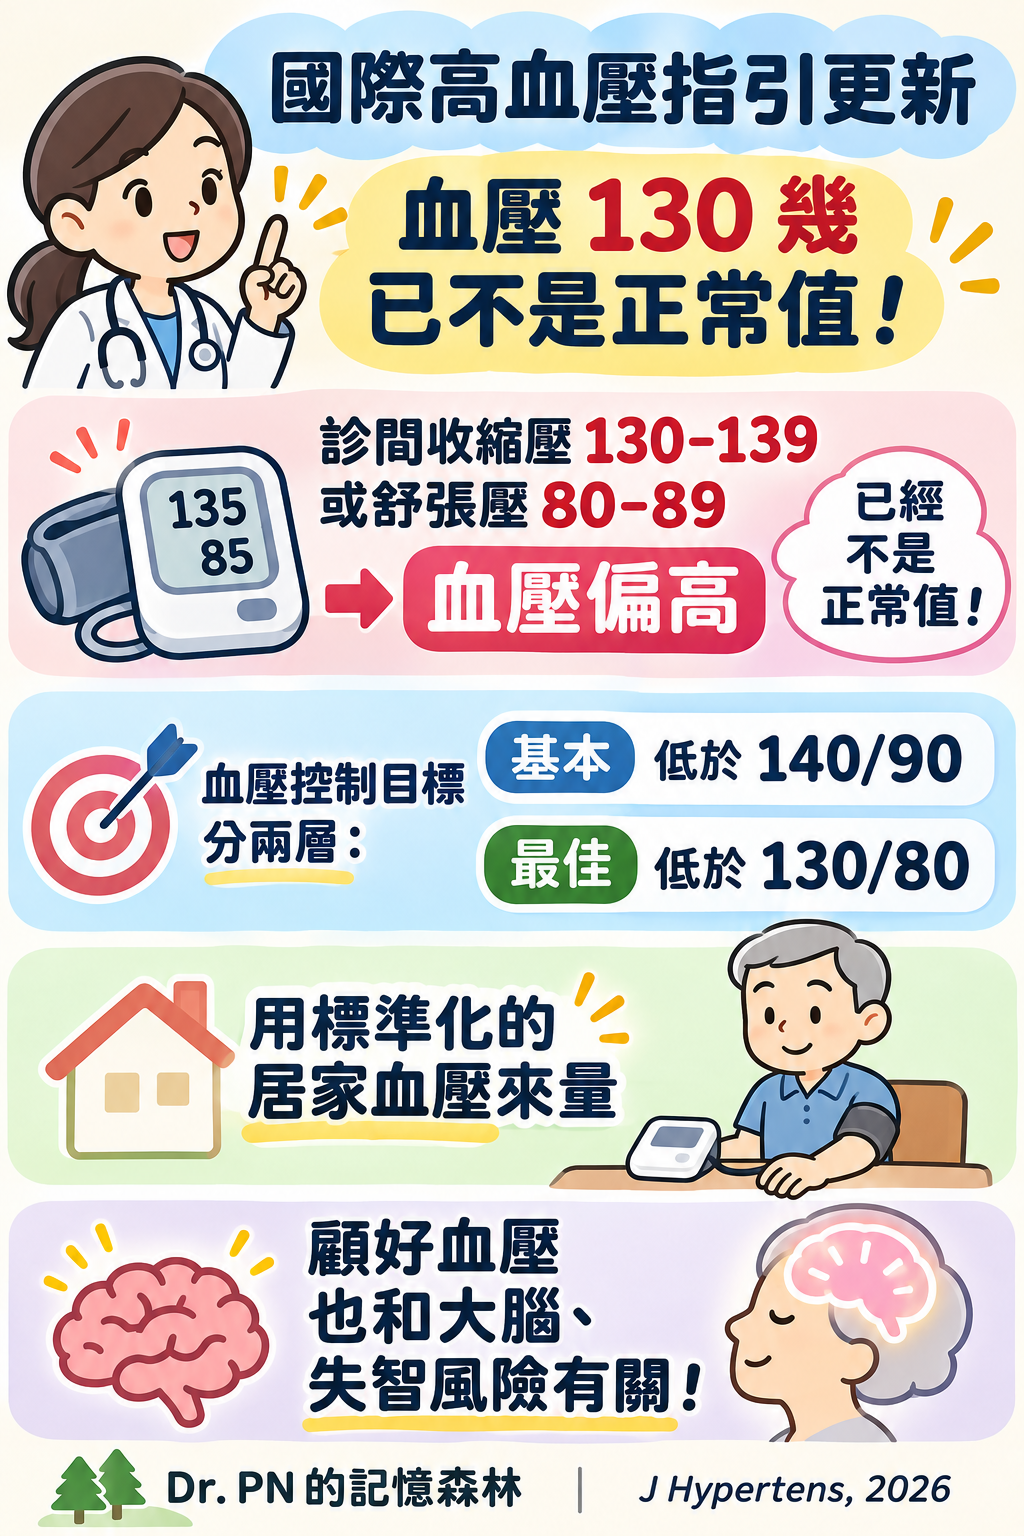 國際高血壓指引更新
血壓 130 幾
已不是正常值！
診間收縮壓 130-139
或舒張壓 80-89
135
85
血壓偏高
已經
不是
正常值！
血壓控制目標
分兩層：
基本 低於 140/90
最佳 低於 130/80
用標準化的
居家血壓來量
顧好血壓
也和大腦、
失智風險有關！
Dr. PN 的記憶森林 | J Hypertens, 2026